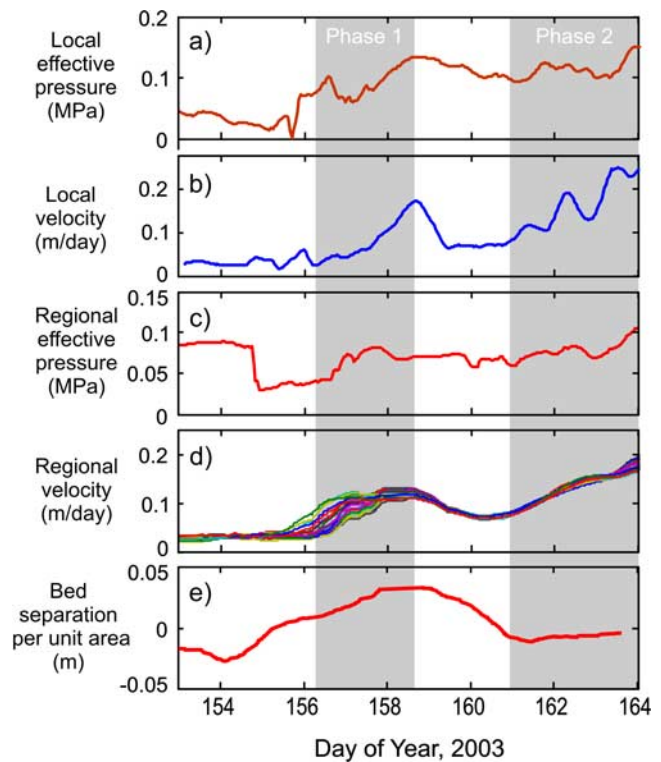 Local
effective
pressure
(MPa)
0.2
0.1
0
a)
Phase 1
Phase 2
Local
velocity
(m/day)
0.2
0.1
0
b)
Regional
effective
pressure
(MPa)
0.15
0.1
0.05
0
c)
Regional
velocity
(m/day)
0.2
0.1
0
d)
Bed
separation
per unit area
(m)
0.05
0
-0.05
e)
154 156 158 160 162 164
Day of Year, 2003